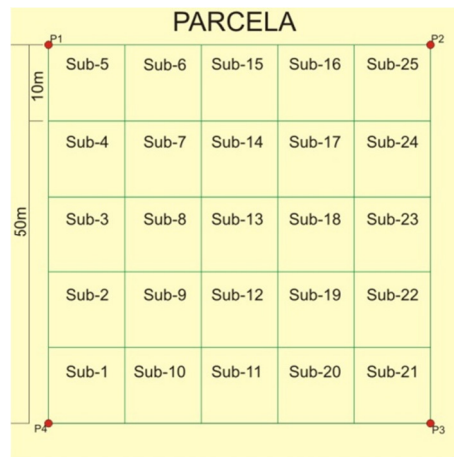 PARCELA
P1 P2
10m
Sub-5 Sub-6 Sub-15 Sub-16 Sub-25
Sub-4 Sub-7 Sub-14 Sub-17 Sub-24
50m
Sub-3 Sub-8 Sub-13 Sub-18 Sub-23
Sub-2 Sub-9 Sub-12 Sub-19 Sub-22
Sub-1 Sub-10 Sub-11 Sub-20 Sub-21
P4 P3